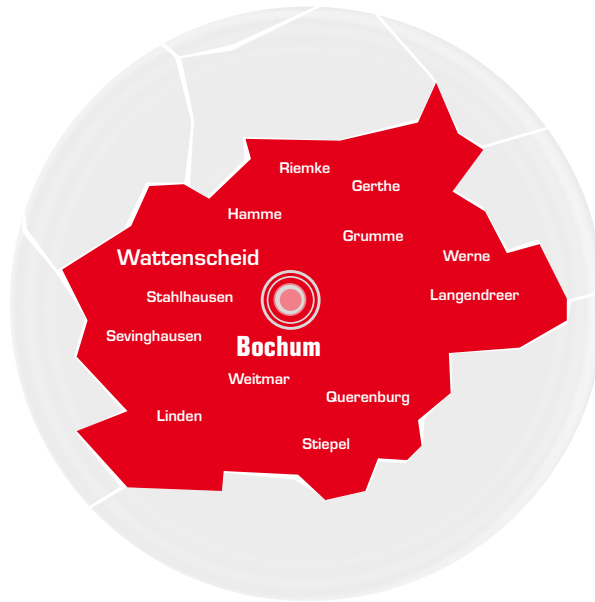 Riemke
Gerthe
Hamme
Grumme
Wattenscheid
Werne
Stahlhausen
Langendreer
Sevinghausen
Bochum
Weitmar
Querenburg
Linden
Stiepel